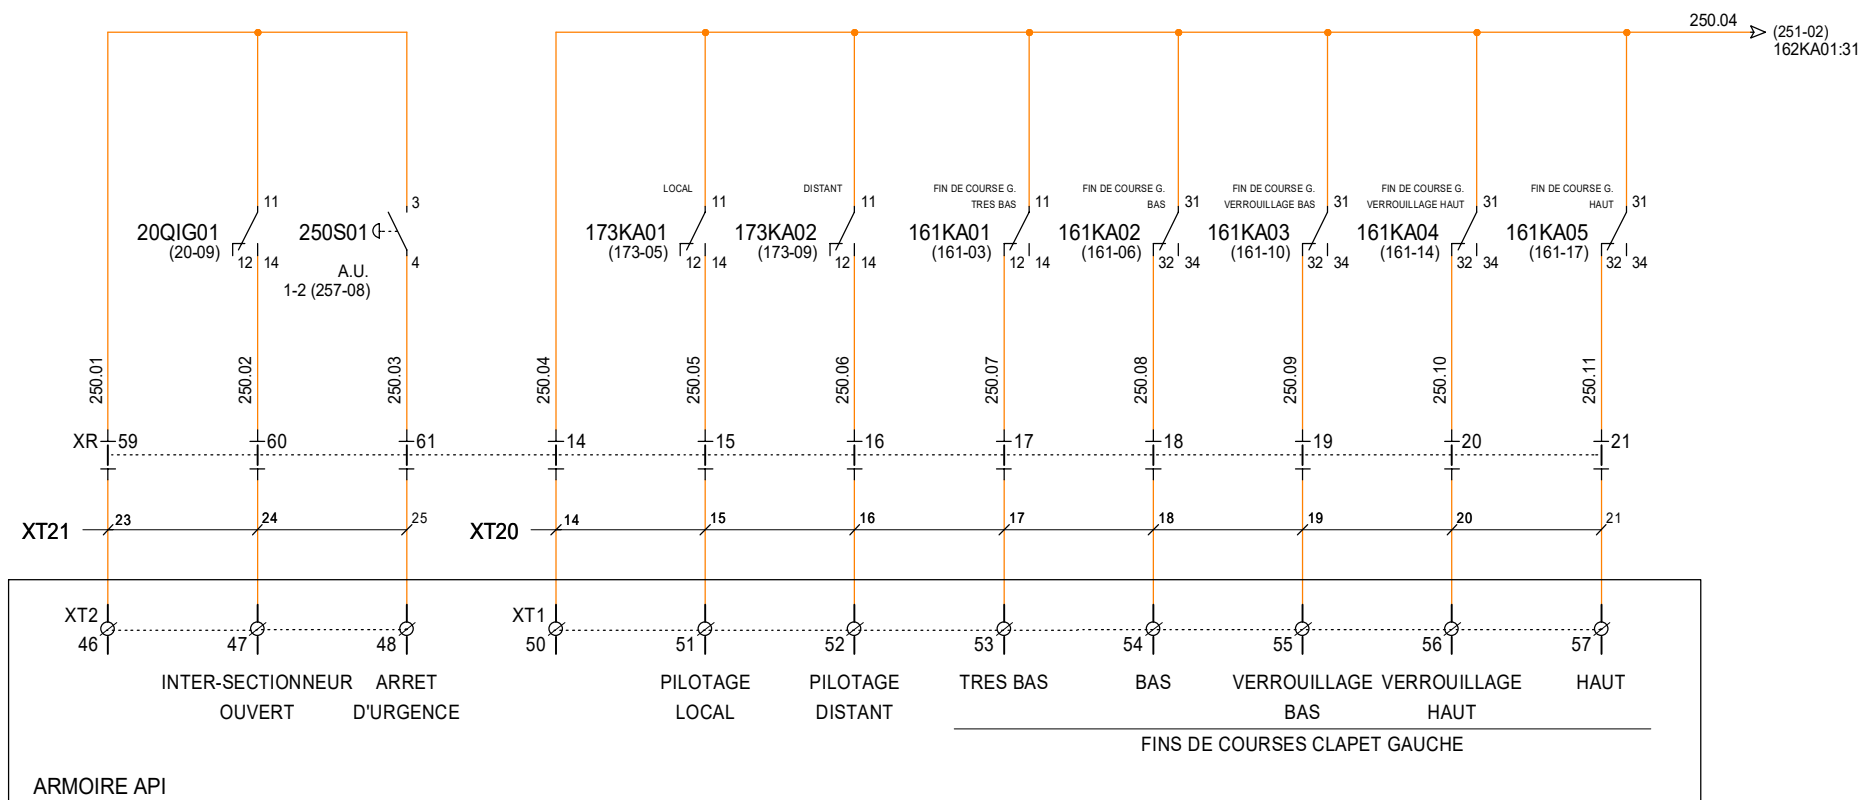 250.04
(251-02)
162KA01:31
LOCAL
DISTANT
FIN DE COURSE G.
TRES BAS
FIN DE COURSE G.
BAS
FIN DE COURSE G.
VERROUILLAGE BAS
FIN DE COURSE G.
VERROUILLAGE HAUT
FIN DE COURSE G.
HAUT
11
3
11
11
11
31
31
31
31
20QIG01
(20-09)
12 14
250S01
4
A.U.
1-2 (257-08)
173KA01
(173-05)
12 14
173KA02
(173-09)
12 14
161KA01
(161-03)
12 14
161KA02
(161-06)
32 34
161KA03
(161-10)
32 34
161KA04
(161-14)
32 34
161KA05
(161-17)
32 34
250.01
250.02
250.03
250.04
250.05
250.06
250.07
250.08
250.09
250.10
250.11
XR 59 60 61 14 15 16 17 18 19 20 21
XT21 23 24 25
XT20 14 15 16 17 18 19 20 21
XT2
46 47 48
XT1
50 51 52 53 54 55 56 57
INTER-SECTIONNEUR
OUVERT
ARRET
D'URGENCE
PILOTAGE
LOCAL
PILOTAGE
DISTANT
TRES BAS
BAS
VERROUILLAGE
BAS
VERROUILLAGE
HAUT
HAUT
FINS DE COURSES CLAPET GAUCHE
ARMOIRE API